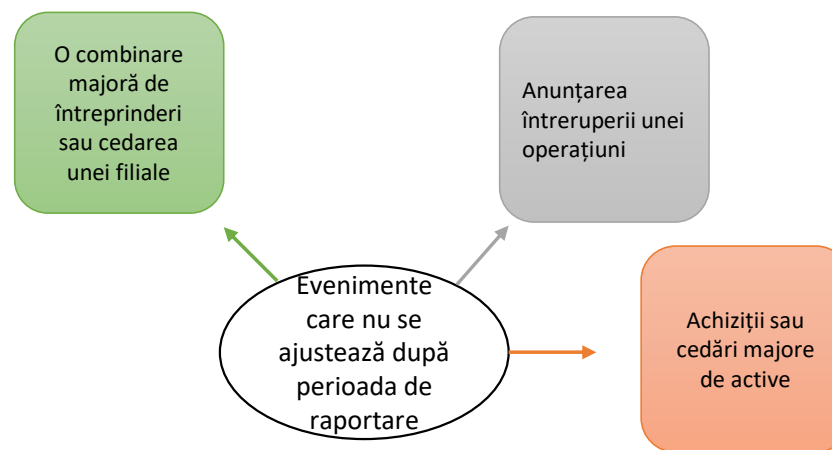 O combinare
majoră de
întreprinderi
sau cedarea
unei filiale
Anunțarea
întreruperii unei
operațiuni
Evenimente
care nu se
ajustează după
perioada de
raportare
Achiziții sau
cedări majore
de active